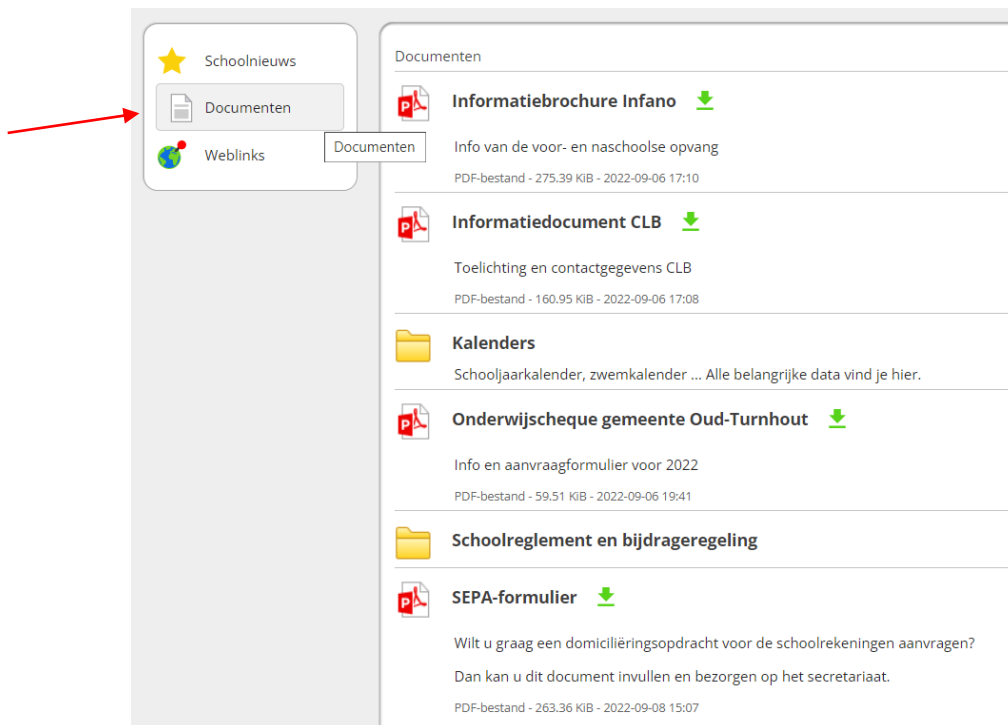 Schoolnieuws
Documenten
Weblinks
Documenten
Documenten
Informatiebrochure Infano
Info van de voor- en naschoolse opvang
PDF-bestand - 275.39 KiB - 2022-09-06 17:10
Informatiedocument CLB
Toelichting en contactgegevens CLB
PDF-bestand - 160.95 KiB - 2022-09-06 17:08
Kalenders
Schooljaarkalender, zwemkalender ... Alle belangrijke data vind je hier.
Onderwijscheque gemeente Oud-Turnhout
Info en aanvraagformulier voor 2022
PDF-bestand - 59.51 KiB - 2022-09-06 19:41
Schoolreglement en bijdrageregeling
SEPA-formulier
Wilt u graag een domiciliëringsopdracht voor de schoolrekeningen aanvragen?
Dan kan u dit document invullen en bezorgen op het secretariaat.
PDF-bestand - 263.36 KiB - 2022-09-08 15:07